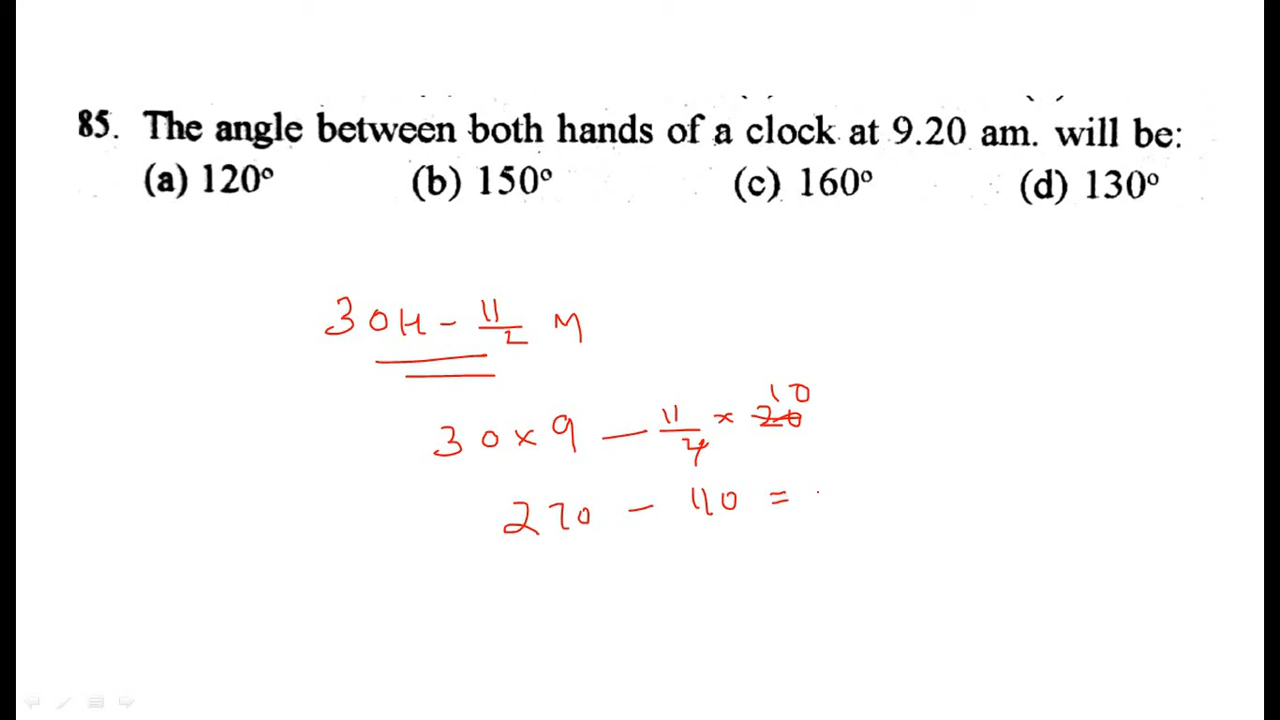 85. The angle between both hands of a clock at 9.20 am. will be:
(a) 120° (b) 150° (c) 160° (d) 130°
30H - 11/2 M
10
30 × 9 - 11/2 × 20
270 - 110 =